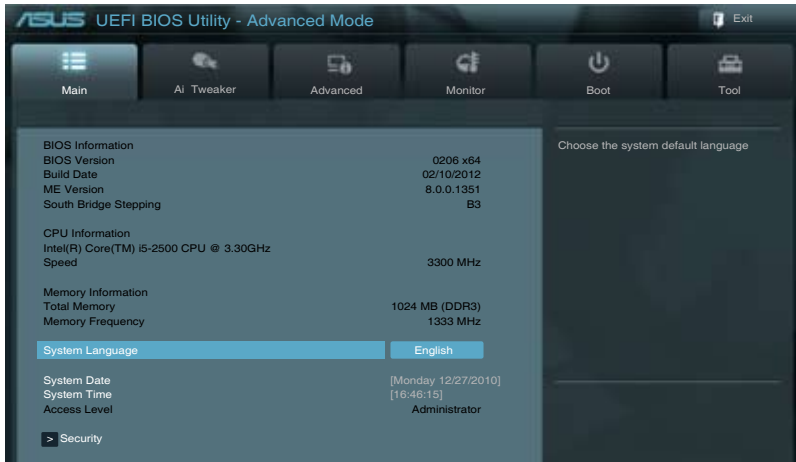 ASUS UEFI BIOS Utility - Advanced Mode
Exit
Main Ai Tweaker Advanced Monitor Boot Tool
BIOS Information
BIOS Version 0206 x64
Build Date 02/10/2012
ME Version 8.0.0.1351
South Bridge Stepping B3
CPU Information
Intel(R) Core(TM) i5-2500 CPU @ 3.30GHz
Speed 3300 MHz
Memory Information
Total Memory 1024 MB (DDR3)
Memory Frequency 1333 MHz
System Language English
System Date [Monday 12/27/2010]
System Time [16:46:15]
Access Level Administrator
> Security
Choose the system default language